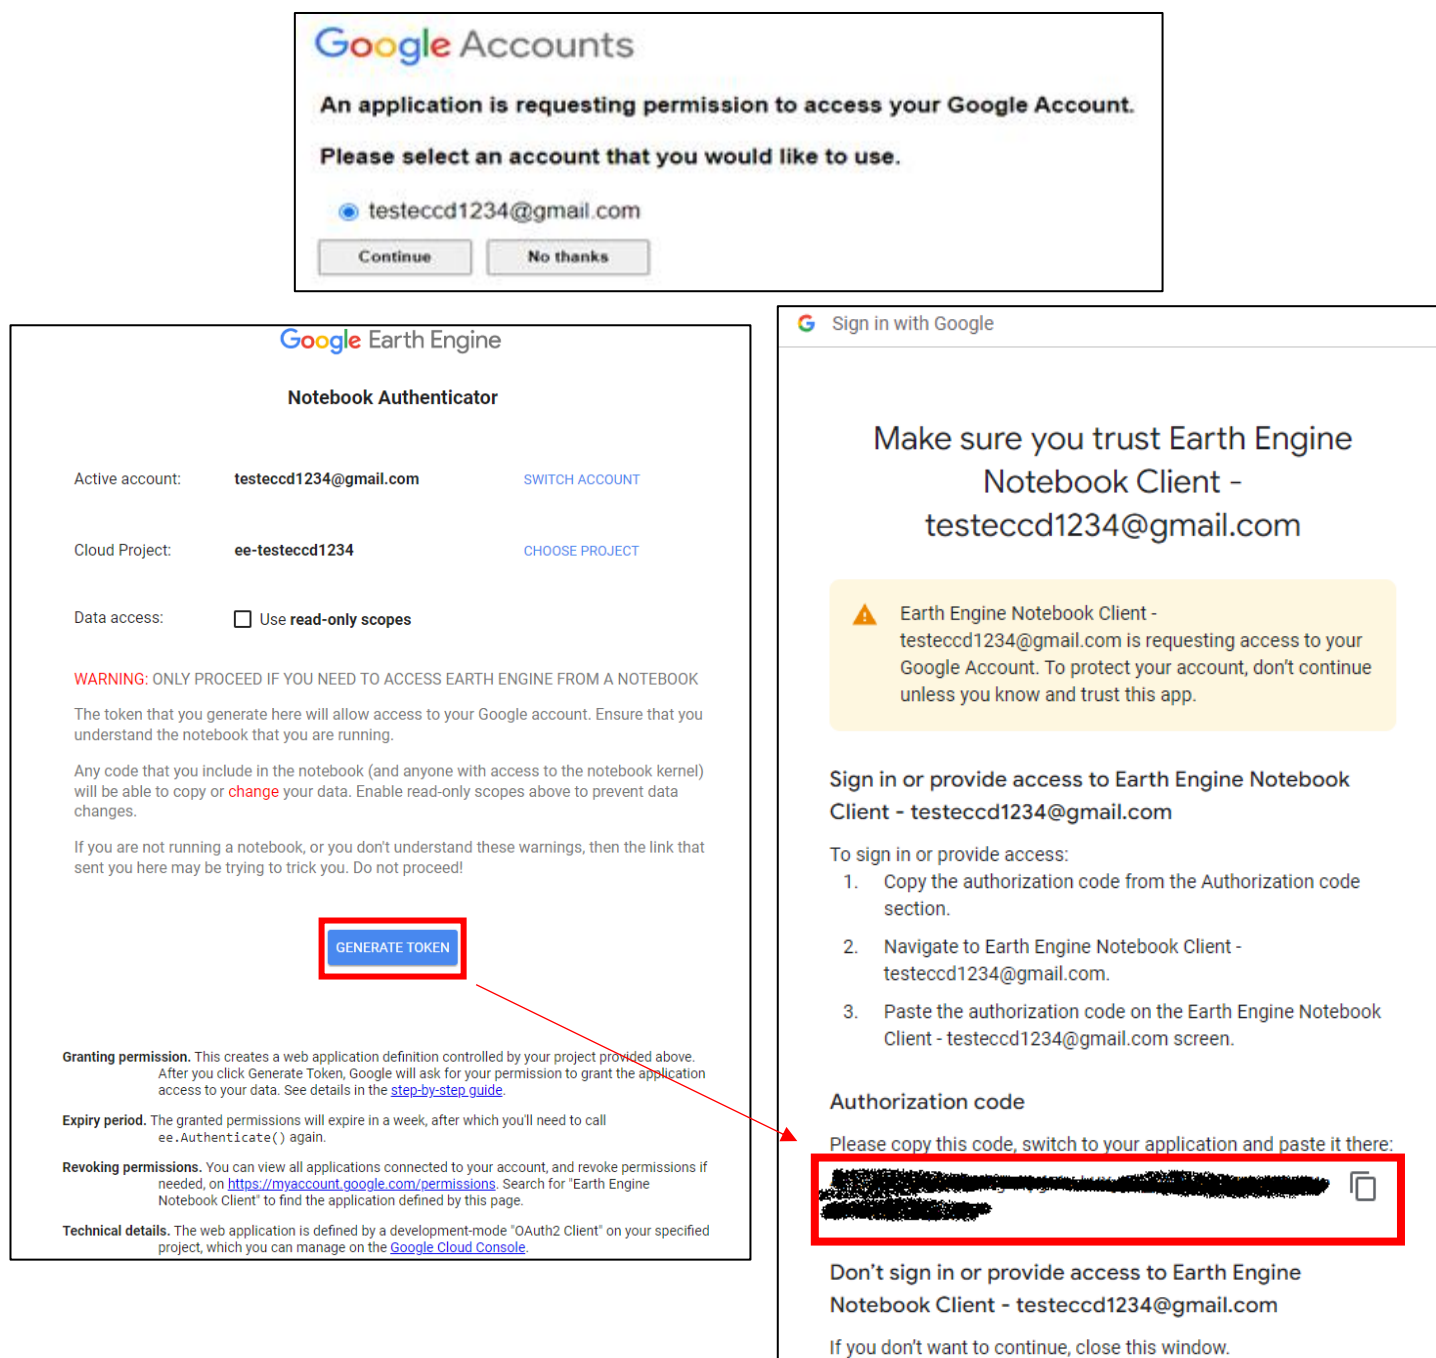 Google Accounts
An application is requesting permission to access your Google Account.
Please select an account that you would like to use.
testeccd1234@gmail.com
Continue
No thanks
Google Earth Engine
Notebook Authenticator
Active account:
testeccd1234@gmail.com
SWITCH ACCOUNT
Cloud Project:
ee-testeccd1234
CHOOSE PROJECT
Data access:
Use read-only scopes
WARNING: ONLY PROCEED IF YOU NEED TO ACCESS EARTH ENGINE FROM A NOTEBOOK
The token that you generate here will allow access to your Google account. Ensure that you
understand the notebook that you are running.
Any code that you include in the notebook (and anyone with access to the notebook kernel)
will be able to copy or change your data. Enable read-only scopes above to prevent data
changes.
If you are not running a notebook, or you don't understand these warnings, then the link that
sent you here may be trying to trick you. Do not proceed!
GENERATE TOKEN
Granting permission. This creates a web application definition controlled by your project provided above.
After you click Generate Token, Google will ask for your permission to grant the application
access to your data. See details in the step-by-step guide.
Expiry period. The granted permissions will expire in a week, after which you'll need to call
ee.Authenticate() again.
Revoking permissions. You can view all applications connected to your account, and revoke permissions if
needed, on https://myaccount.google.com/permissions. Search for "Earth Engine
Notebook Client" to find the application defined by this page.
Technical details. The web application is defined by a development-mode "OAuth2 Client" on your specified
project, which you can manage on the Google Cloud Console.
G Sign in with Google
Make sure you trust Earth Engine
Notebook Client -
testeccd1234@gmail.com
Earth Engine Notebook Client -
testeccd1234@gmail.com is requesting access to your
Google Account. To protect your account, don't continue
unless you know and trust this app.
Sign in or provide access to Earth Engine Notebook
Client - testeccd1234@gmail.com
To sign in or provide access:
1. Copy the authorization code from the Authorization code
section.
2. Navigate to Earth Engine Notebook Client -
testeccd1234@gmail.com.
3. Paste the authorization code on the Earth Engine Notebook
Client - testeccd1234@gmail.com screen.
Authorization code
Please copy this code, switch to your application and paste it there:
Don't sign in or provide access to Earth Engine
Notebook Client - testeccd1234@gmail.com
If you don't want to continue, close this window.